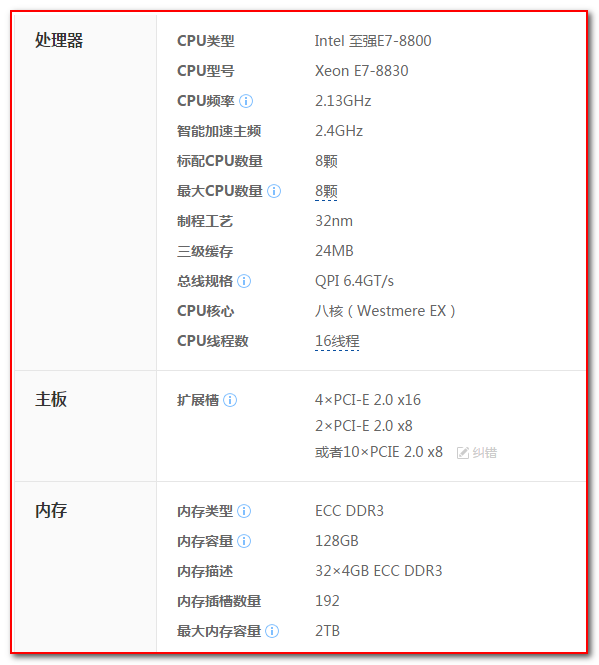 处理器
CPU类型 Intel 至强E7-8800
CPU型号 Xeon E7-8830
CPU频率 2.13GHz
智能加速主频 2.4GHz
标配CPU数量 8颗
最大CPU数量 8颗
制程工艺 32nm
三级缓存 24MB
总线规格 QPI 6.4GT/s
CPU核心 八核（Westmere EX）
CPU线程数 16线程
主板
扩展槽 4×PCI-E 2.0 x16
2×PCI-E 2.0 x8
或者10×PCIE 2.0 x8 纠错
内存
内存类型 ECC DDR3
内存容量 128GB
内存描述 32×4GB ECC DDR3
内存插槽数量 192
最大内存容量 2TB